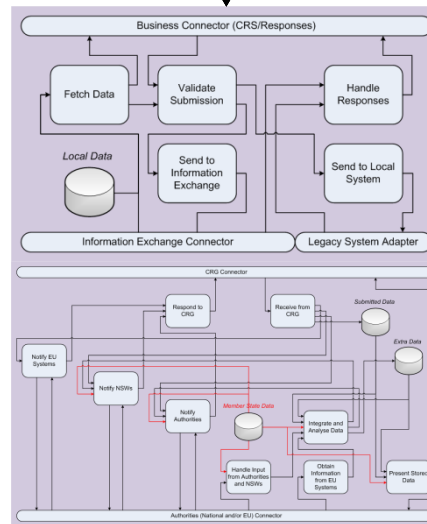 Business Connector (CRS/Responses)
Fetch Data
Validate
Submission
Handle
Responses
Local Data
Send to
Information
Exchange
Send to Local
System
Information Exchange Connector
Legacy System Adapter
CRG Connector
Submitted Data
Respond to
CRG
Receive from
CRG
Extra Data
Notify EU
Systems
Notify NSWs
Member State Data
Notify
Authorities
Integrate and
Analyse Data
Handle Input
from Authorities
and NSWs
Obtain
Information
from EU
Systems
Present Stored
Data
Authorities (National and/or EU) Connector